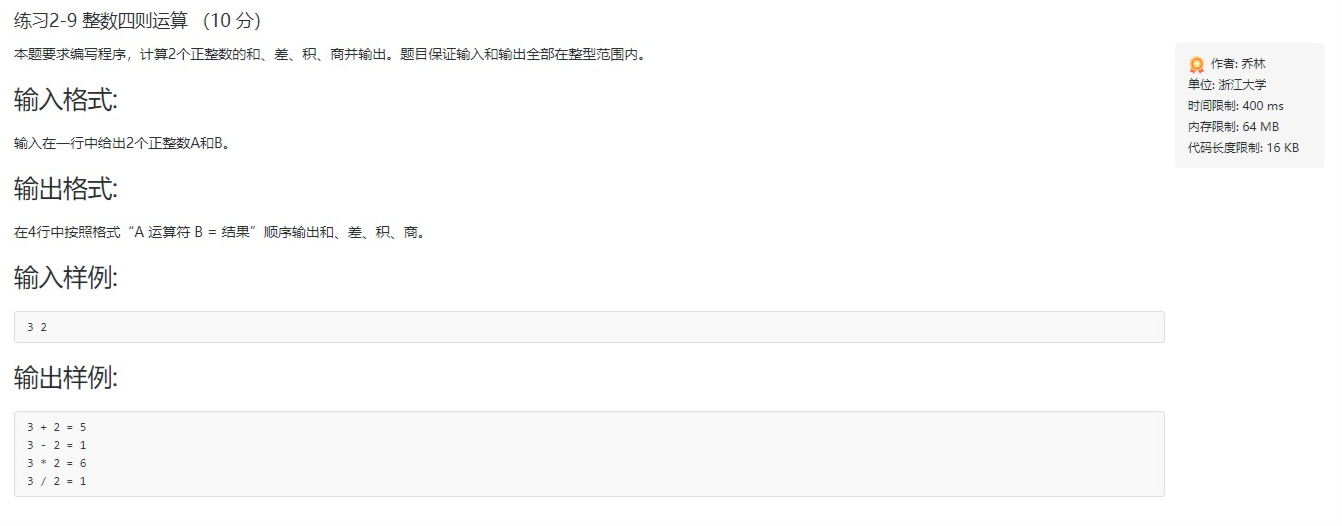 练习2-9 整数四则运算 （10 分）
本题要求编写程序，计算2个正整数的和、差、积、商并输出。题目保证输入和输出全部在整型范围内。
作者: 乔林
单位: 浙江大学
时间限制: 400 ms
内存限制: 64 MB
代码长度限制: 16 KB
输入格式:
输入在一行中给出2个正整数A和B。
输出格式:
在4行中按照格式“A 运算符 B = 结果”顺序输出和、差、积、商。
输入样例:
3 2
输出样例:
3 + 2 = 5
3 - 2 = 1
3 * 2 = 6
3 / 2 = 1